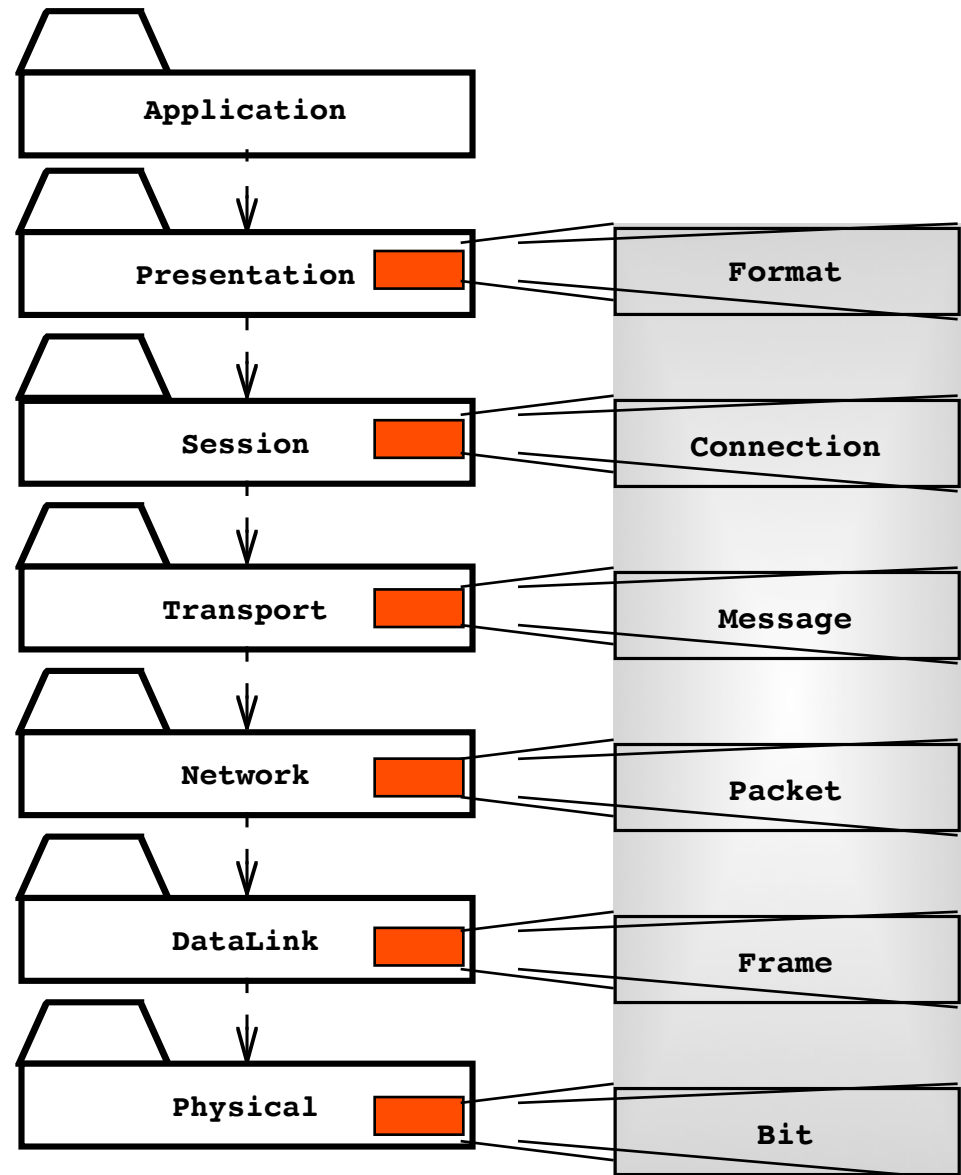 Application
Presentation
Format
Session
Connection
Transport
Message
Network
Packet
DataLink
Frame
Physical
Bit